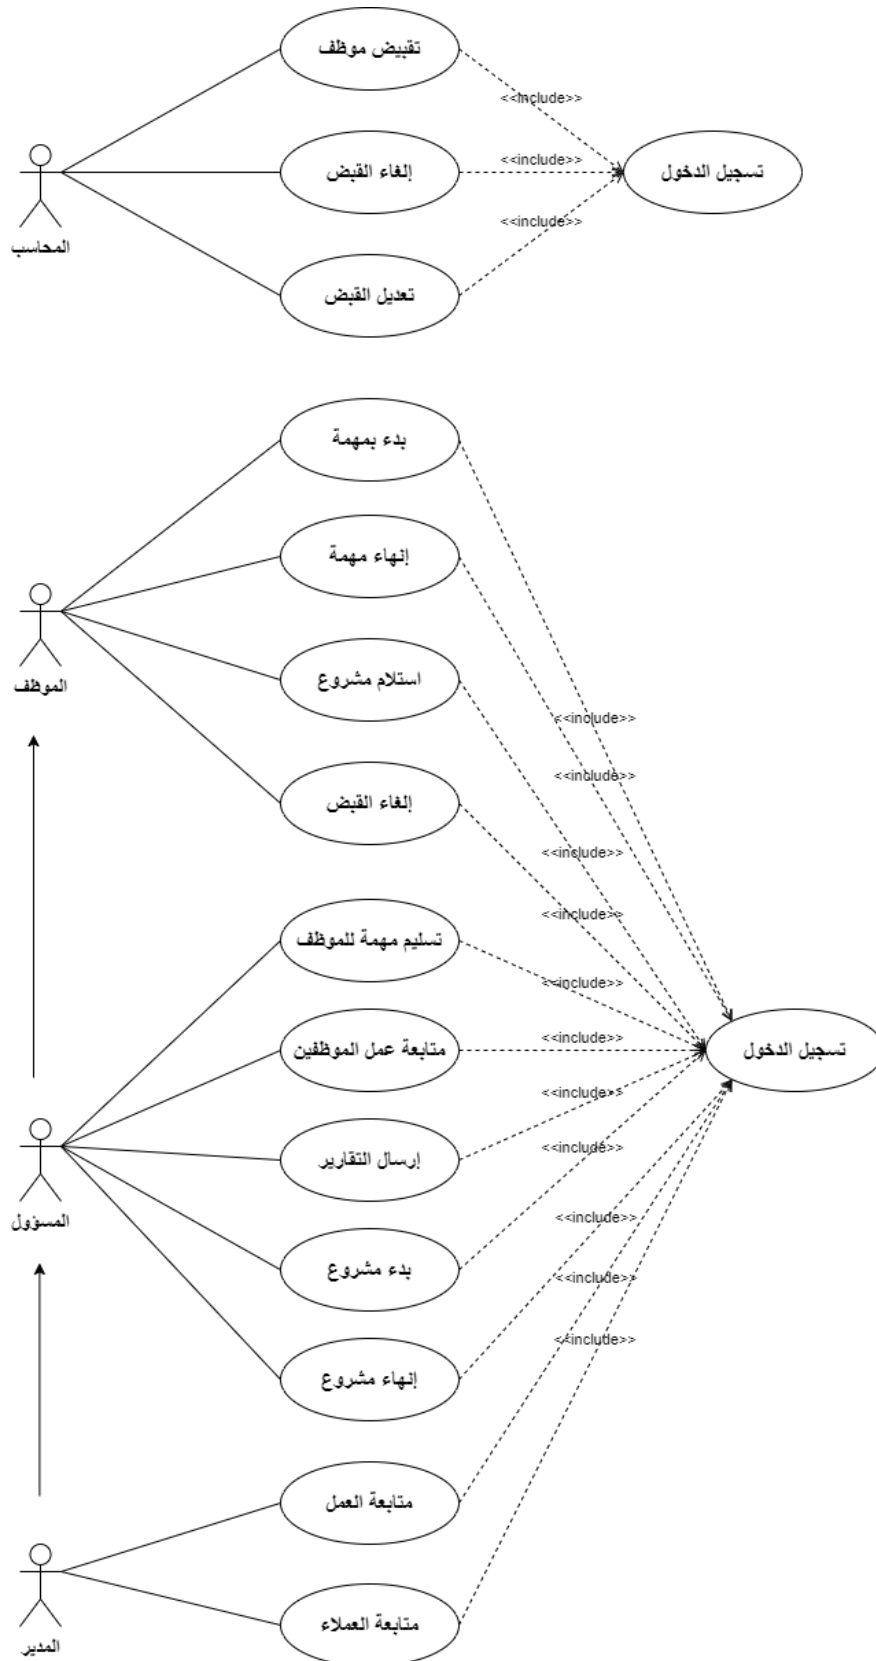 تقبيض موظف
<<include>>
إلغاء القبض
<<include>>
تسجيل الدخول
المحاسب
<<include>>
تعديل القبض
بدء بمهمة
إنهاء مهمة
استلام مشروع
الموظف
<<include>>
<<include>>
إلغاء القبض
<<include>>
<<include>>
تسليم مهمة للموظف
<<include>>
متابعة عمل الموظفين
<<include>>
تسجيل الدخول
<<include>>
إرسال التقارير
<<include>>
المسؤول
<<include>>
بدء مشروع
<<include>>
<<include>>
إنهاء مشروع
متابعة العمل
متابعة العملاء
المدير